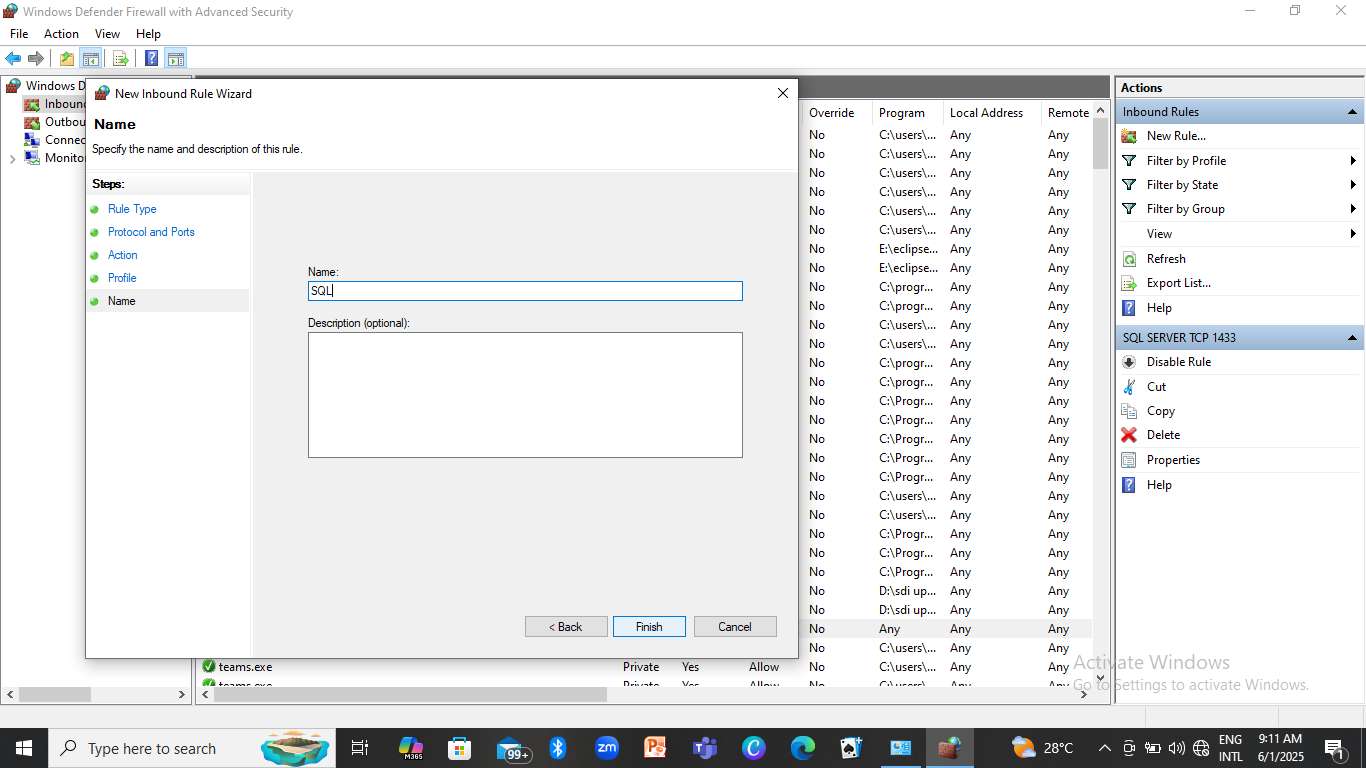 Windows Defender Firewall with Advanced Security
File Action View Help
Windows D
Inbound
Outbou
Connec
Monito
New Inbound Rule Wizard
Name
Specify the name and description of this rule.
Steps:
Rule Type
Protocol and Ports
Action
Profile
Name
Name:
SQL
Description (optional):
< Back Finish Cancel
Override Program Local Address Remote
No C:\users\... Any Any
No C:\users\... Any Any
No C:\users\... Any Any
No C:\users\... Any Any
No C:\users\... Any Any
No C:\users\... Any Any
No E:\eclipse... Any Any
No E:\eclipse... Any Any
No C:\progr... Any Any
No C:\progr... Any Any
No C:\users\... Any Any
No C:\users\... Any Any
No C:\progr... Any Any
No C:\progr... Any Any
No C:\Progr... Any Any
No C:\Progr... Any Any
No C:\Progr... Any Any
No C:\Progr... Any Any
No C:\Progr... Any Any
No C:\users\... Any Any
No C:\users\... Any Any
No C:\Progr... Any Any
No C:\Progr... Any Any
No C:\Progr... Any Any
No D:\sdi up... Any Any
No D:\sdi up... Any Any
No Any Any Any
No C:\users\... Any Any
teams.exe Private Yes Allow No C:\users\... Any Any
teams.exe Private Yes Allow No C:\users\... Any Any
Actions
Inbound Rules
New Rule...
Filter by Profile
Filter by State
Filter by Group
View
Refresh
Export List...
Help
SQL SERVER TCP 1433
Disable Rule
Cut
Copy
Delete
Properties
Help
Activate Windows
Go to Settings to activate Windows.
Type here to search
M365
99+
zm
28°C
ENG
INTL
9:11 AM
6/1/2025
1